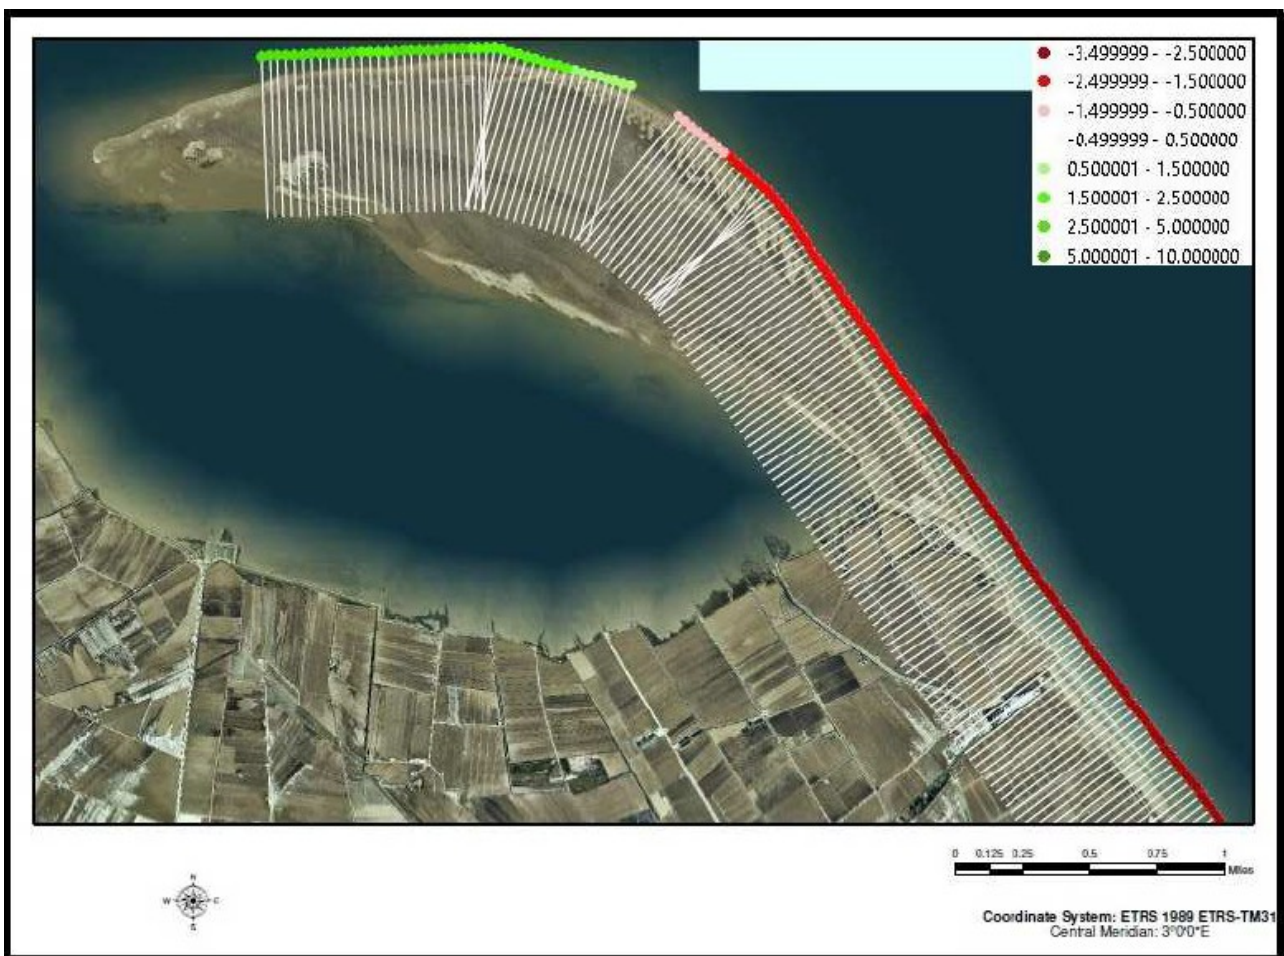 -3.499999 - -2.500000
-2.499999 - -1.500000
-1.499999 - -0.500000
-0.499999 - 0.500000
0.500001 - 1.500000
1.500001 - 2.500000
2.500001 - 5.000000
5.000001 - 10.000000
0 0.125 0.25 0.5 0.75 1
Miles
N
W E
S
Coordinate System: ETRS 1989 ETRS-TM31
Central Meridian: 3°0'0"E